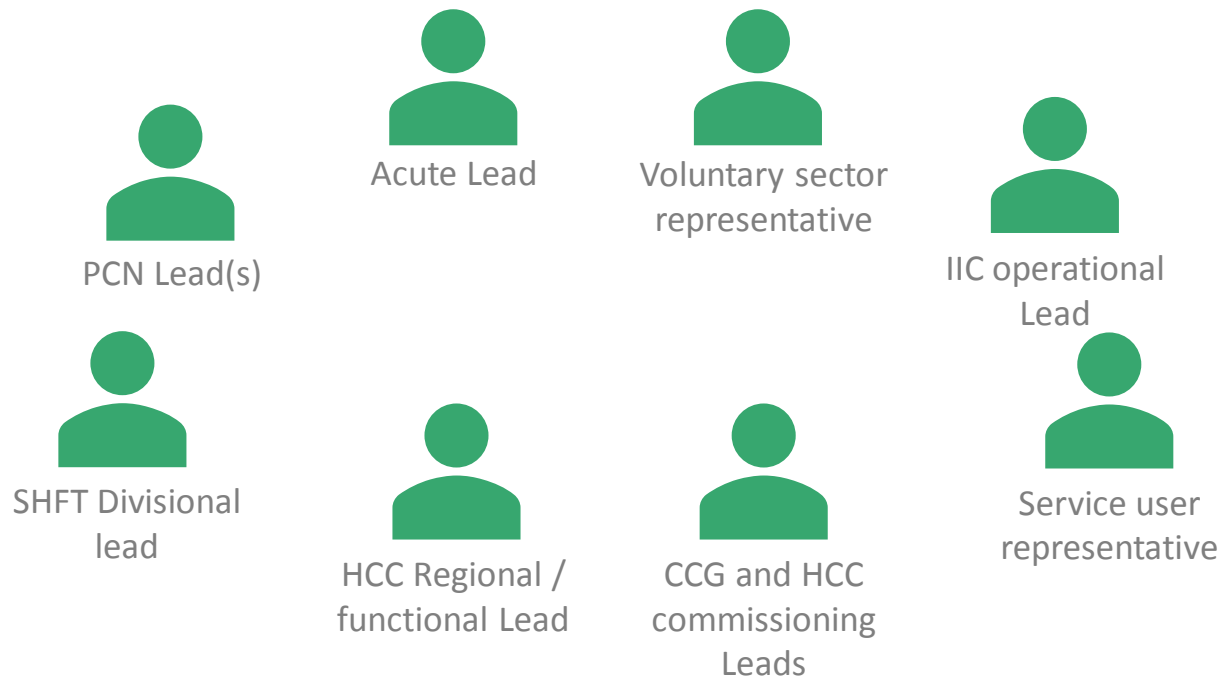 Acute Lead
Voluntary sector
representative
PCN Lead(s)
IIC operational
Lead
SHFT Divisional
lead
HCC Regional /
functional Lead
CCG and HCC
commissioning
Leads
Service user
representative